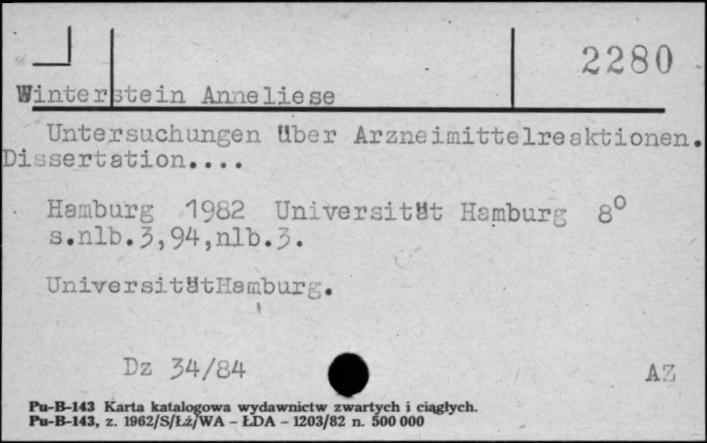 2280
Winterstein Anneliese
Untersuchungen über Arzneimittelreaktionen.
Dissertation....
Hamburg 1982 Universität Hamburg 8°
s.nlb.3,94,nlb.3.
UniversitätHamburg.
Dz 34/84 AZ
Pu-B-143 Karta katalogowa wydawnictw zwartych i ciągłych.
Pu-B-143, z. 1962/S/Łż/WA – ŁDA – 1203/82 n. 500 000